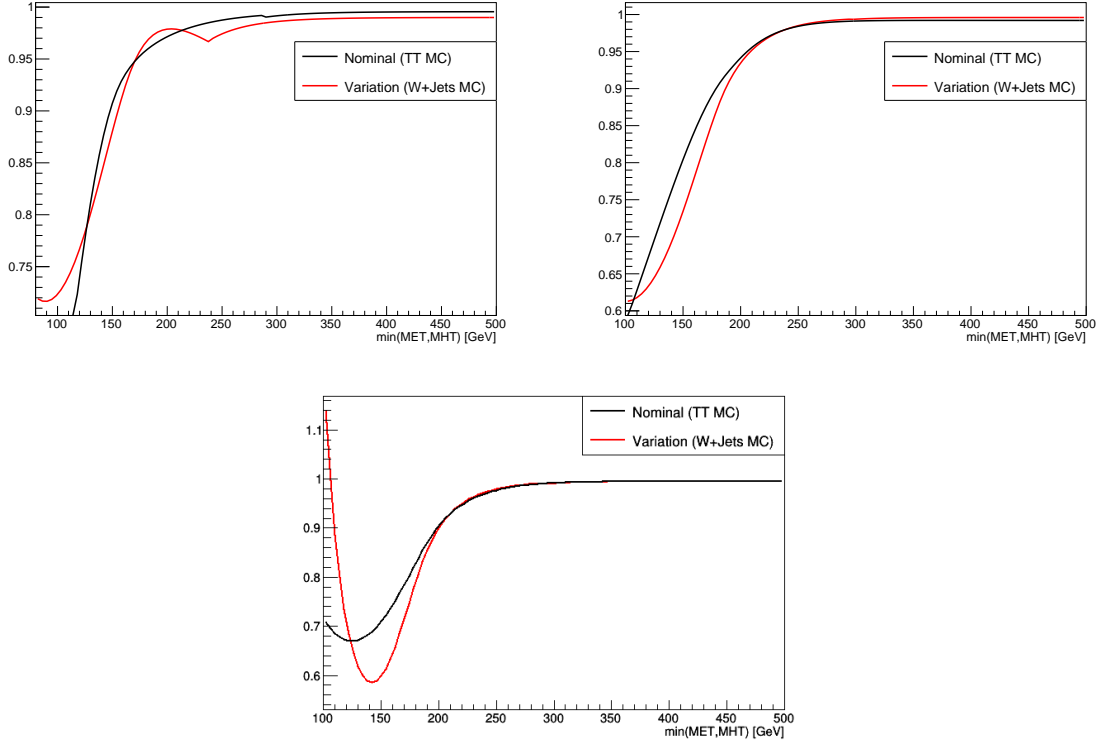 1
0.95
0.9
0.85
0.8
0.75
100 150 200 250 300 350 400 450 500
min(MET,MHT) [GeV]
Nominal (TT MC)
Variation (W+Jets MC)
1
0.95
0.9
0.85
0.8
0.75
0.7
0.65
0.6
100 150 200 250 300 350 400 450 500
min(MET,MHT) [GeV]
Nominal (TT MC)
Variation (W+Jets MC)
1.1
1
0.9
0.8
0.7
0.6
100 150 200 250 300 350 400 450 500
min(MET,MHT) [GeV]
Nominal (TT MC)
Variation (W+Jets MC)